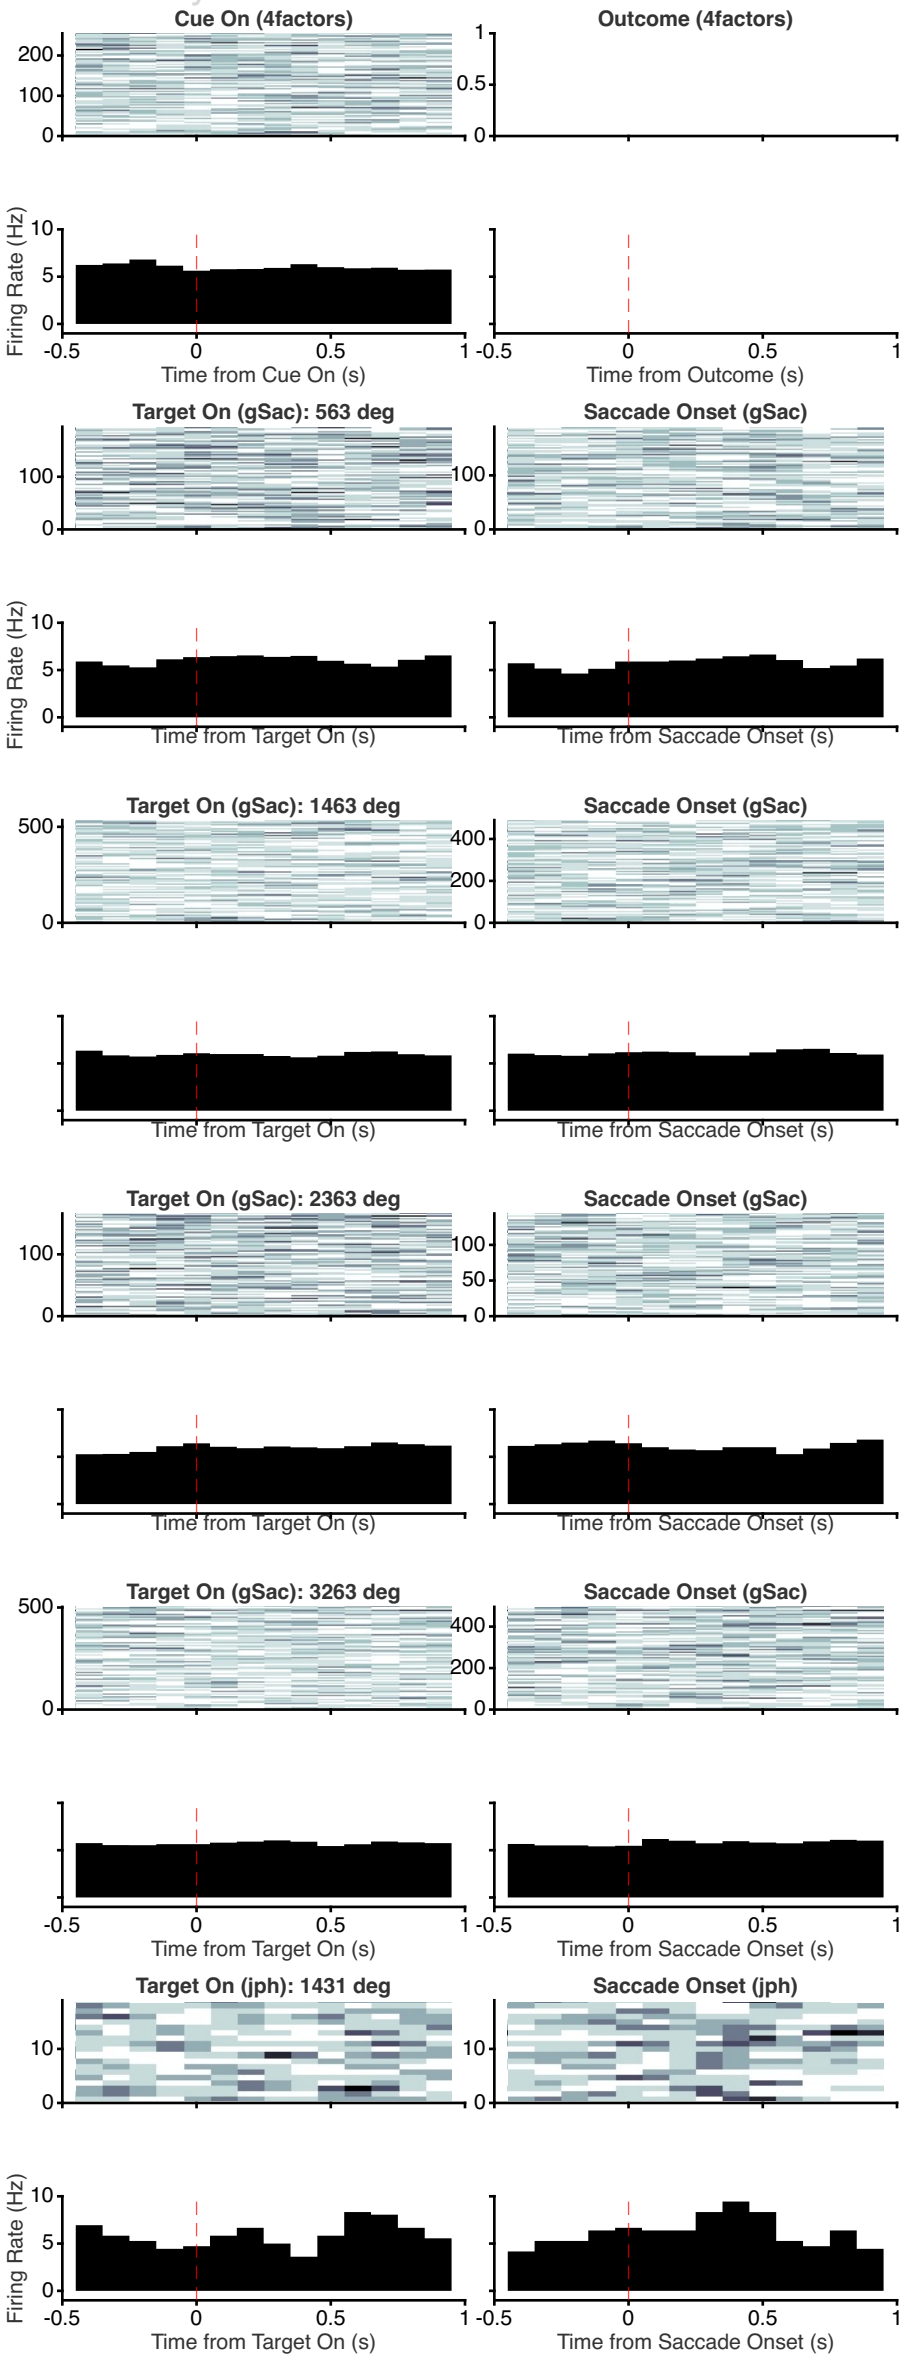 Cue On (4factors) Outcome (4factors)
200
100
0
1
0.5
0
Firing Rate (Hz)
10
5
0
-0.5 0 0.5 1 -0.5 0 0.5 1
Time from Cue On (s) Time from Outcome (s)
Target On (gSac): 563 deg Saccade Onset (gSac)
100
0
100
0
Firing Rate (Hz)
10
5
0
Time from Target On (s) Time from Saccade Onset (s)
Target On (gSac): 1463 deg Saccade Onset (gSac)
500
0
400
200
0
Time from Target On (s) Time from Saccade Onset (s)
Target On (gSac): 2363 deg Saccade Onset (gSac)
100
0
100
50
0
Time from Target On (s) Time from Saccade Onset (s)
Target On (gSac): 3263 deg Saccade Onset (gSac)
500
0
400
200
0
-0.5 0 0.5 1 -0.5 0 0.5 1
Time from Target On (s) Time from Saccade Onset (s)
Target On (jph): 1431 deg Saccade Onset (jph)
10
0
10
0
Firing Rate (Hz)
10
5
0
-0.5 0 0.5 1 -0.5 0 0.5 1
Time from Target On (s) Time from Saccade Onset (s)